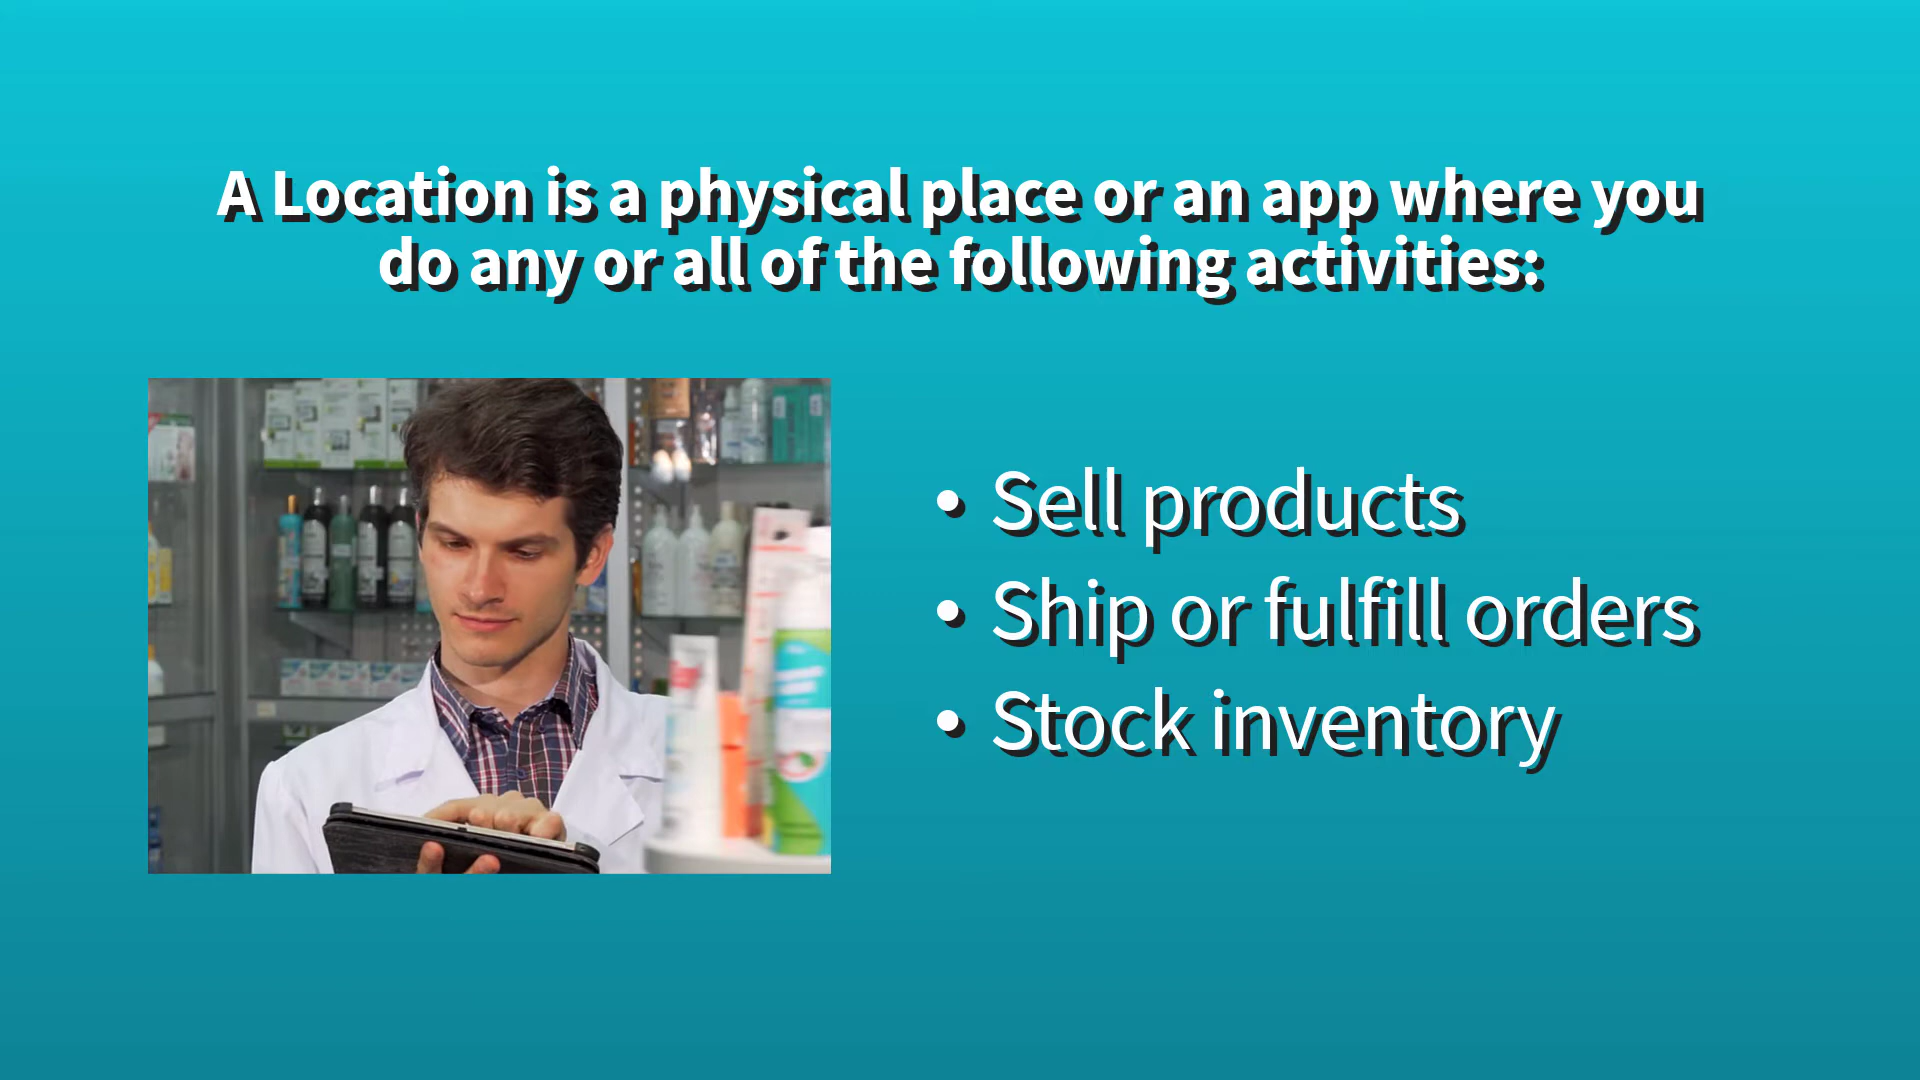 A Location is a physical place or an app where you
do any or all of the following activities:
• Sell products
• Ship or fulfill orders
• Stock inventory